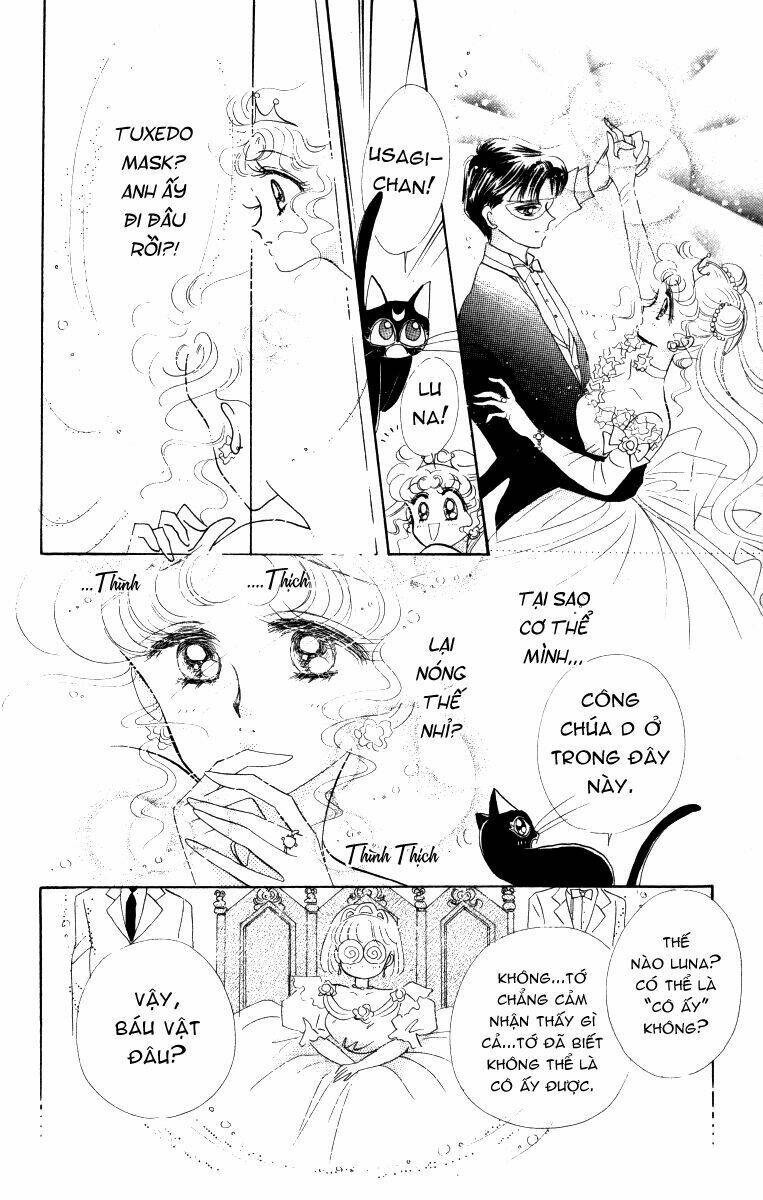 TUXEDO
MASK?
ANH ẤY
ĐI ĐÂU
RỒI?!
USAGI-
CHAN!
LU
NA!
...Thình
....Thịch
LẠI
NÓNG
THẾ
NHỈ?
TẠI SAO
CƠ THỂ
MÌNH...
CÔNG
CHÚA D Ở
TRONG ĐÂY
NÀY.
Thình Thịch
VẬY,
BÁU VẬT
ĐÂU?
KHÔNG...TỚ
CHẲNG CẢM
NHẬN THẤY GÌ
CẢ...TỚ ĐÃ BIẾT
KHÔNG THỂ LÀ
CÔ ẤY ĐƯỢC.
THẾ
NÀO LUNA?
CÓ THỂ LÀ
"CÔ ẤY"
KHÔNG?